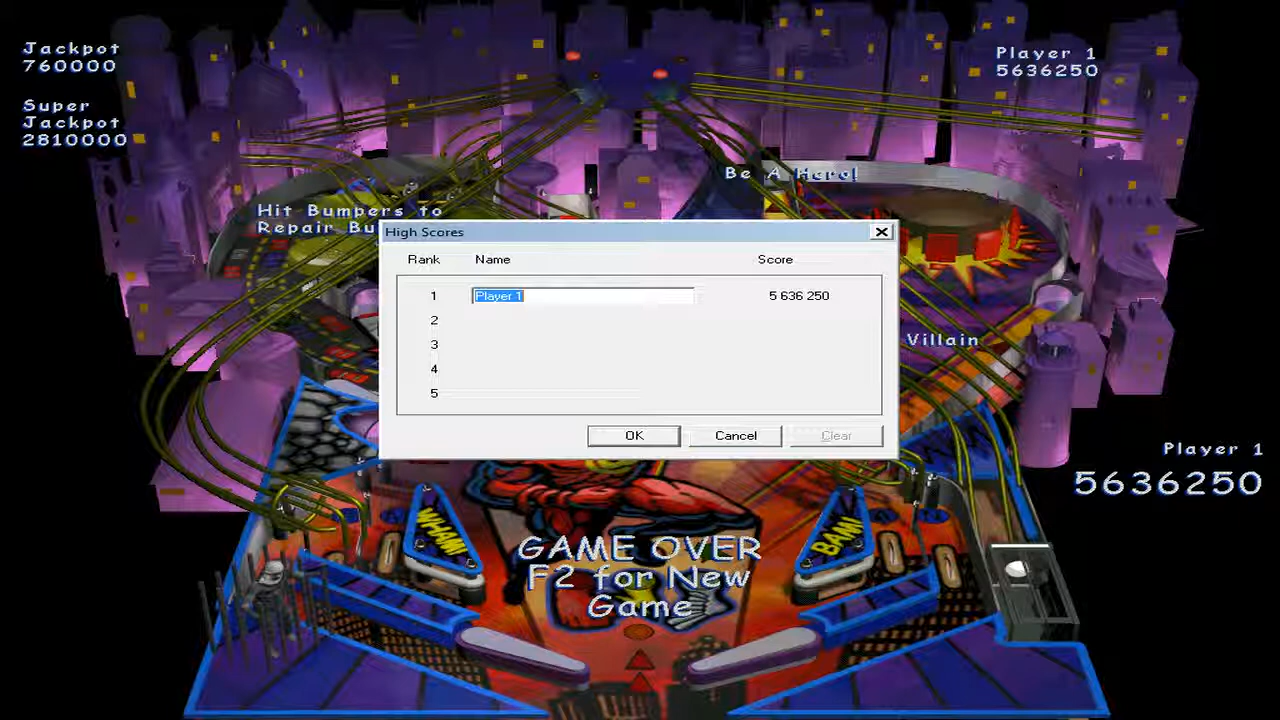 Jackpot
760000
Super
Jackpot
2810000
Player 1
5636250
Be A Hero!
Hit Bumpers to
Repair Bu
High Scores
Rank Name Score
1 Player 1 5 636 250
2
3
4
5
OK Cancel Clear
Villain
Player 1
5636250
WHAM!
BAM!
GAME OVER
F2 for New
Game